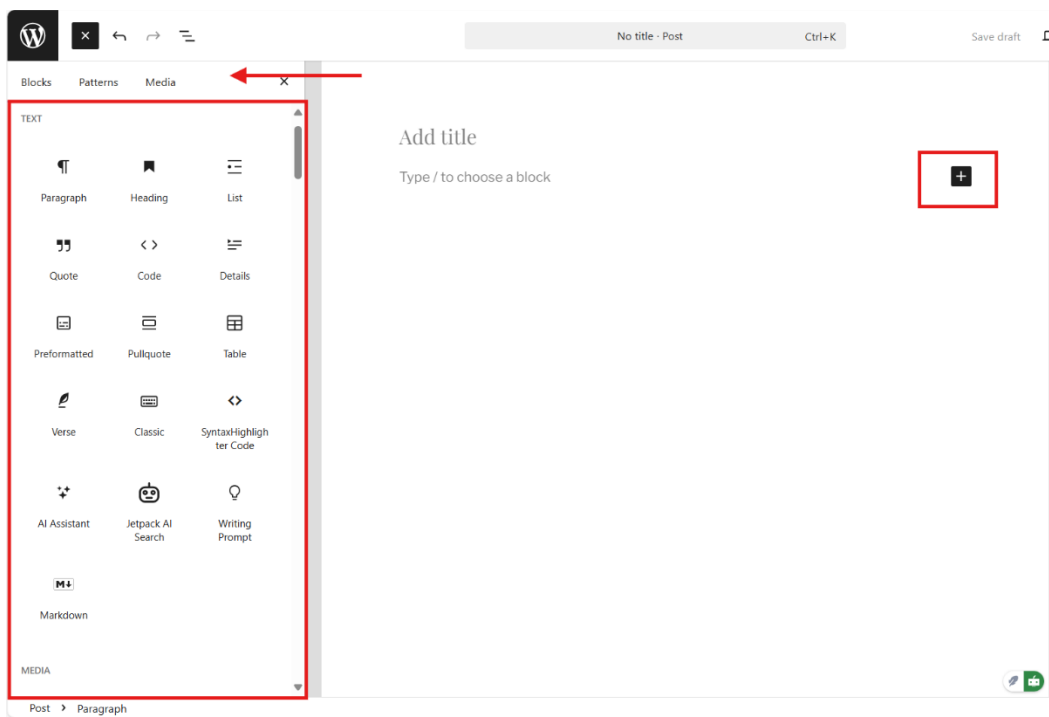 No title · Post Ctrl+K Save draft
Blocks Patterns Media
TEXT
Paragraph Heading List
Quote Code Details
Preformatted Pullquote Table
Verse Classic SyntaxHighligh
ter Code
AI Assistant Jetpack AI Writing
Search Prompt
M
Markdown
MEDIA
Add title
Type / to choose a block
Post > Paragraph